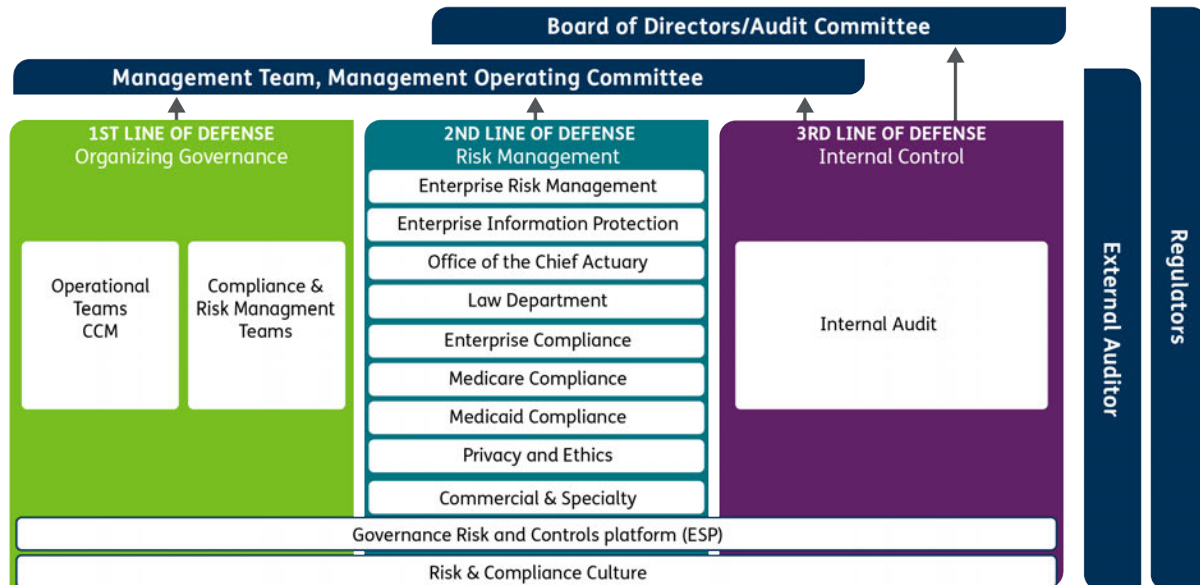 Board of Directors/Audit Committee
Management Team, Management Operating Committee
1ST LINE OF DEFENSE
Organizing Governance
Operational
Teams
CCM
Compliance &
Risk Managment
Teams
2ND LINE OF DEFENSE
Risk Management
Enterprise Risk Management
Enterprise Information Protection
Office of the Chief Actuary
Law Department
Enterprise Compliance
Medicare Compliance
Medicaid Compliance
Privacy and Ethics
Commercial & Specialty
3RD LINE OF DEFENSE
Internal Control
Internal Audit
Governance Risk and Controls platform (ESP)
Risk & Compliance Culture
External Auditor
Regulators